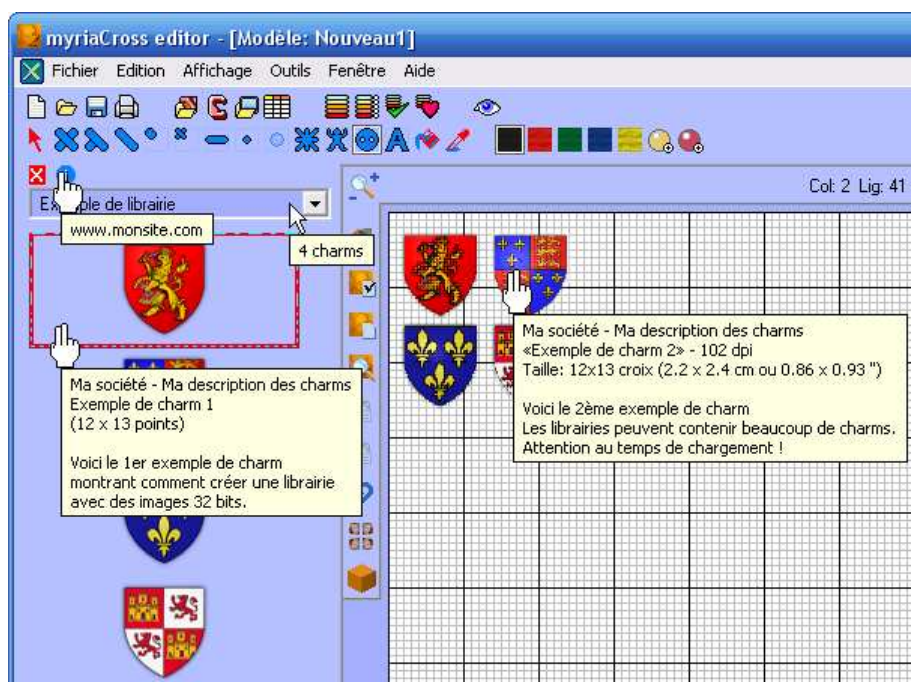 myriaCross editor - [Modèle: Nouveau1]
Fichier Edition Affichage Outils Fenêtre Aide
Col: 2 Lig: 41
Exemple de librairie
www.monsite.com
4 charms
Ma société - Ma description des charms
Exemple de charm 1
(12 x 13 points)
Voici le 1er exemple de charm
montrant comment créer une librairie
avec des images 32 bits.
Ma société - Ma description des charms
«Exemple de charm 2» - 102 dpi
Taille: 12x13 croix (2.2 x 2.4 cm ou 0.86 x 0.93 ")
Voici le 2ème exemple de charm
Les librairies peuvent contenir beaucoup de charms.
Attention au temps de chargement !